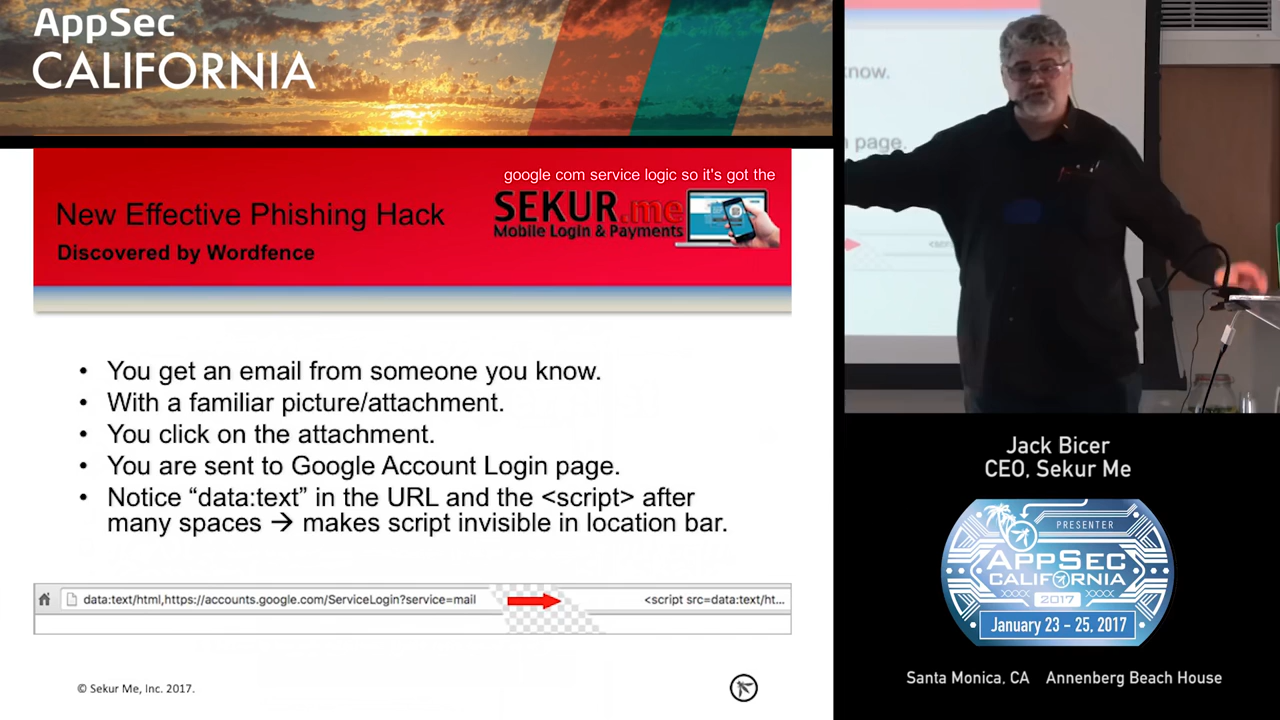 AppSec
CALIFORNIA
google com service logic so it's got the
New Effective Phishing Hack
SEKUR.me
Mobile Login & Payments
Discovered by Wordfence
• You get an email from someone you know.
• With a familiar picture/attachment.
• You click on the attachment.
• You are sent to Google Account Login page.
• Notice “data:text” in the URL and the <script> after
many spaces → makes script invisible in location bar.
data:text/html,https://accounts.google.com/ServiceLogin?service=mail
<script src=data:text/ht...
© Sekur Me, Inc. 2017.
know.
page.
Jack Bicer
CEO, Sekur Me
PRESENTER
APPSEC
CALIFORNIA
2017
January 23 - 25, 2017
Santa Monica, CA Annenberg Beach House